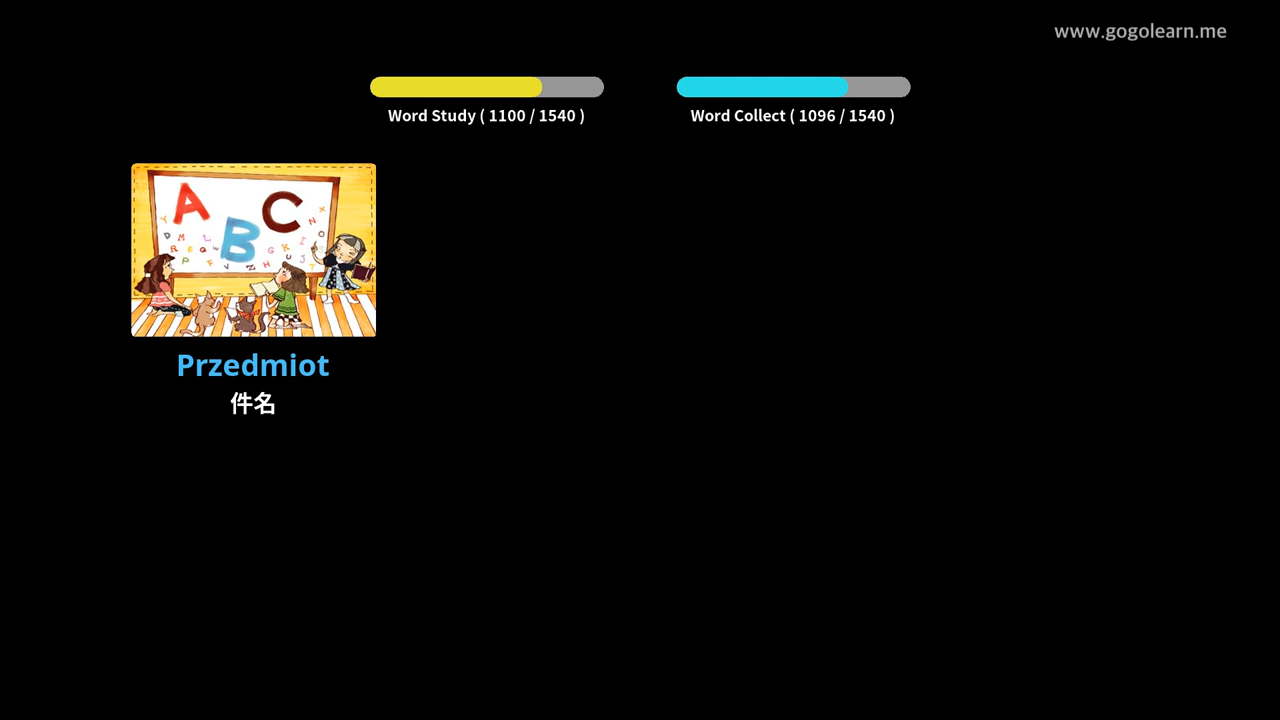 www.gogolearn.me
Word Study ( 1100 / 1540 )
Word Collect ( 1096 / 1540 )
A
B
C
Przedmiot
件名